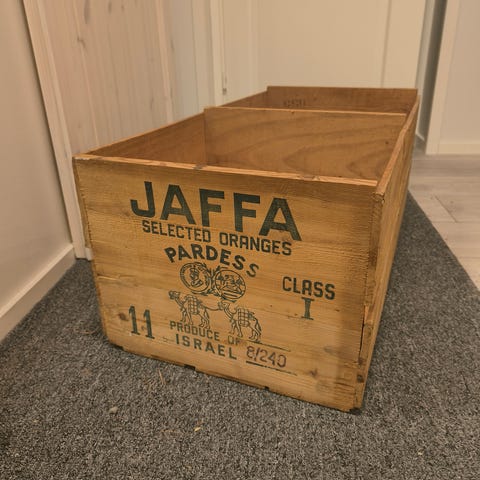 JAFFA
SELECTED ORANGES
PARDESS
CLASS
I
11
PRODUCE OF
ISRAEL 8/240